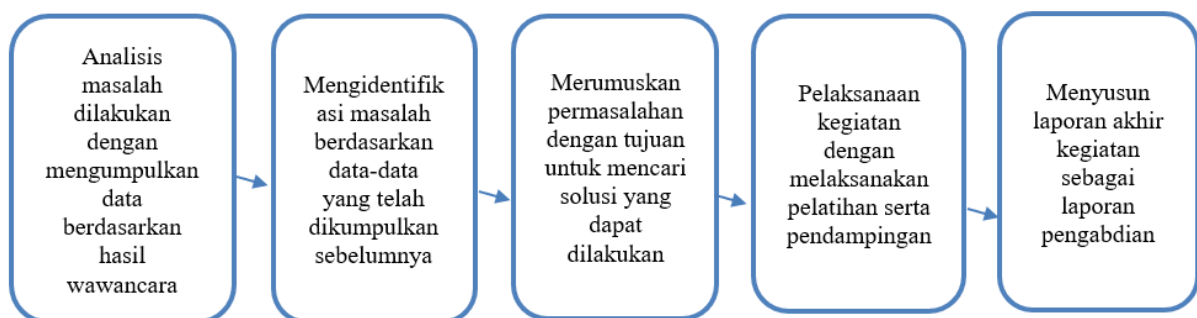 Analisis
masalah
dilakukan
dengan
mengumpulkan
data
berdasarkan
hasil
wawancara
Mengidentifik
asi masalah
berdasarkan
data-data
yang telah
dikumpulkan
sebelumnya
Merumuskan
permasalahan
dengan tujuan
untuk mencari
solusi yang
dapat
dilakukan
Pelaksanaan
kegiatan
dengan
melaksanakan
pelatihan serta
pendampingan
Menyusun
laporan akhir
kegiatan
sebagai
laporan
pengabdian